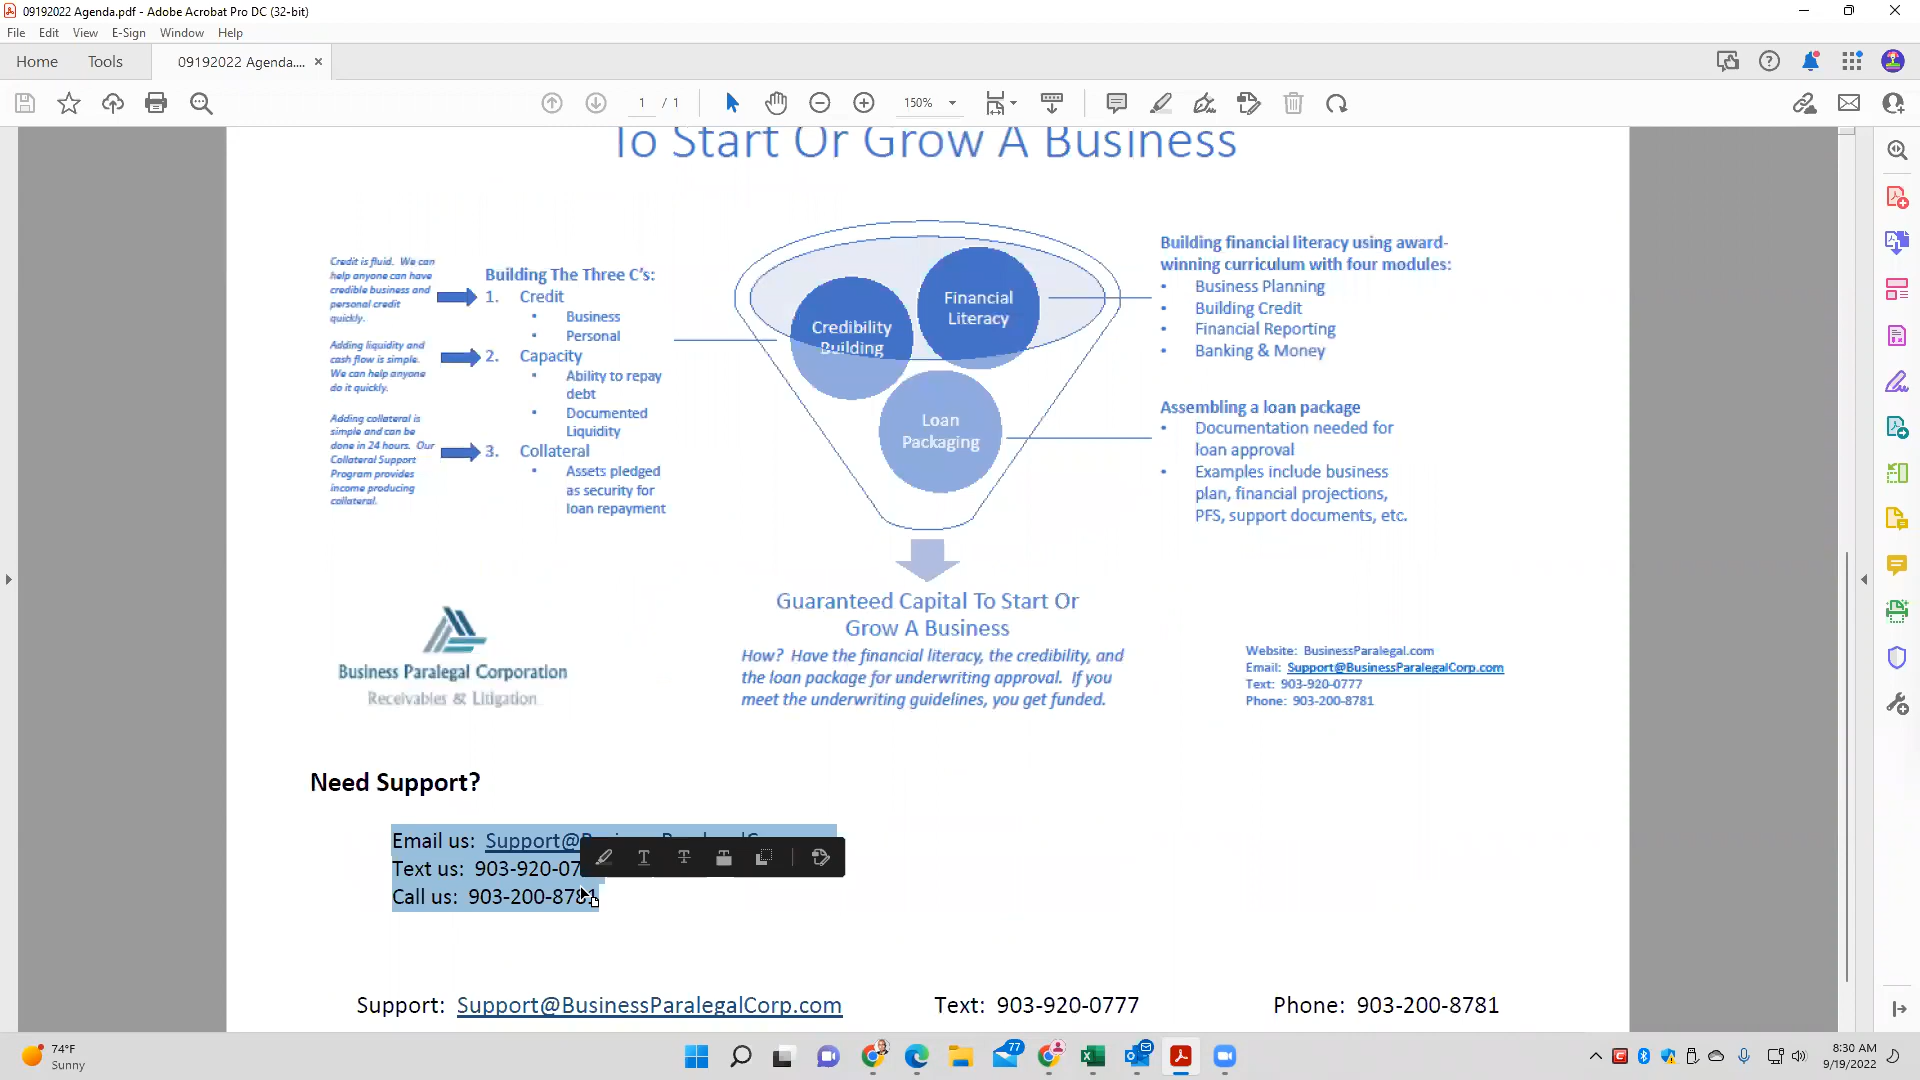 09192022 Agenda.pdf - Adobe Acrobat Pro DC (32-bit)
File Edit View E-Sign Window Help
Home Tools 09192022 Agenda....
1 / 1 150%
To Start Or Grow A Business
Credit is fluid. We can
help anyone can have
credible business and
personal credit
quickly.
Adding liquidity and
cash flow is simple.
We can help anyone
do it quickly.
Adding collateral is
simple and can be
done in 24 hours. Our
Collateral Support
Program provides
income producing
collateral.
Building The Three C's:
1. Credit
• Business
• Personal
2. Capacity
• Ability to repay
debt
• Documented
Liquidity
3. Collateral
• Assets pledged
as security for
loan repayment
Credibility
Building
Financial
Literacy
Loan
Packaging
Building financial literacy using award-
winning curriculum with four modules:
• Business Planning
• Building Credit
• Financial Reporting
• Banking & Money
Assembling a loan package
• Documentation needed for
loan approval
• Examples include business
plan, financial projections,
PFS, support documents, etc.
Guaranteed Capital To Start Or
Grow A Business
How? Have the financial literacy, the credibility, and
the loan package for underwriting approval. If you
meet the underwriting guidelines, you get funded.
Business Paralegal Corporation
Receivables & Litigation
Website: BusinessParalegal.com
Email: Support@BusinessParalegalCorp.com
Text: 903-920-0777
Phone: 903-200-8781
Need Support?
Email us: Support@
Text us: 903-920-07
Call us: 903-200-8781
Support: Support@BusinessParalegalCorp.com Text: 903-920-0777 Phone: 903-200-8781
74°F
Sunny
77
8:30 AM
9/19/2022